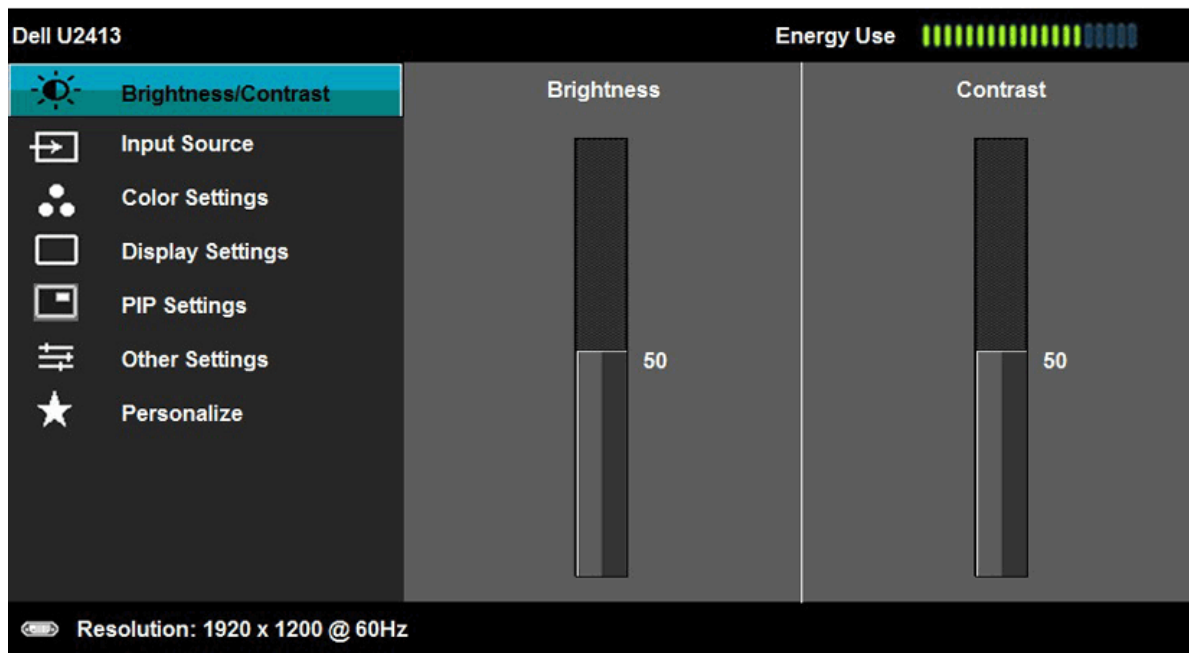 Dell U2413
Energy Use
Brightness/Contrast
Input Source
Color Settings
Display Settings
PIP Settings
Other Settings
Personalize
Brightness
50
Contrast
50
Resolution: 1920 x 1200 @ 60Hz